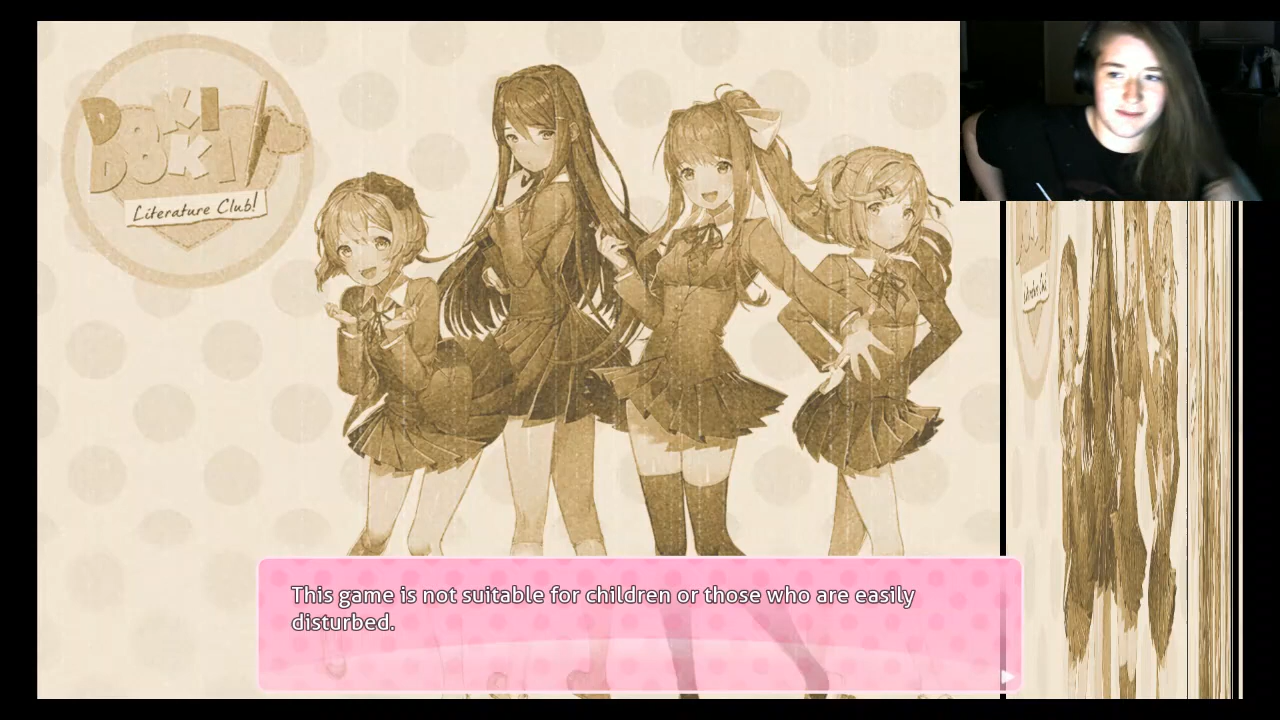 DOKI
DOKI
Literature Club!
This game is not suitable for children or those who are easily
disturbed.